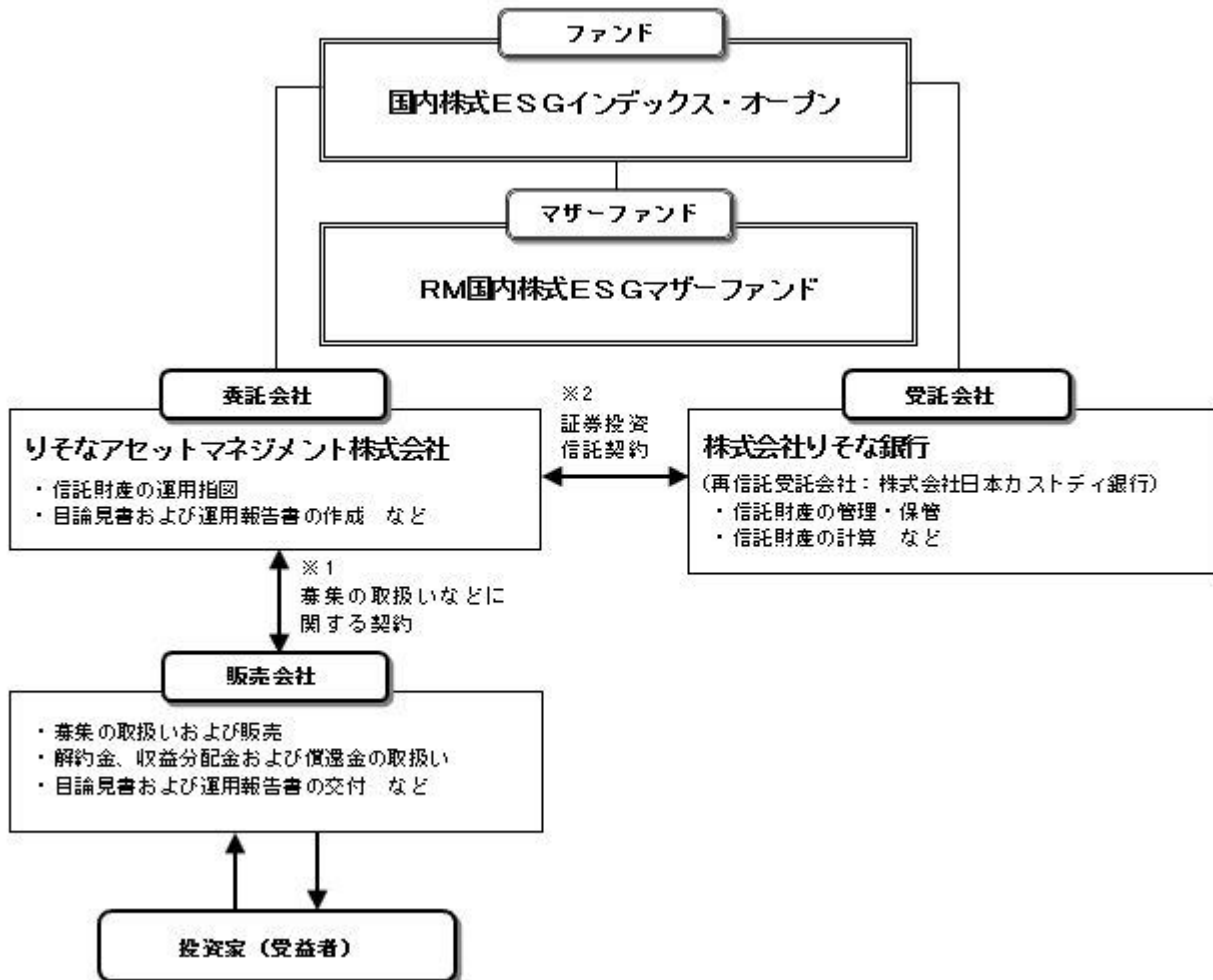 ファンド
国内株式ESGインデックス・オープン
マザーファンド
RM国内株式ESGマザーファンド
委託会社
りそなアセットマネジメント株式会社
・信託財産の運用指図
・目論見書および運用報告書の作成 など
※2
証券投資
信託契約
受託会社
株式会社りそな銀行
(再信託受託会社:株式会社日本カストディ銀行)
・信託財産の管理・保管
・信託財産の計算 など
※1
募集の取扱いなどに
関する契約
販売会社
・募集の取扱いおよび販売
・解約金、収益分配金および償還金の取扱い
・目論見書および運用報告書の交付 など
投資家(受益者)